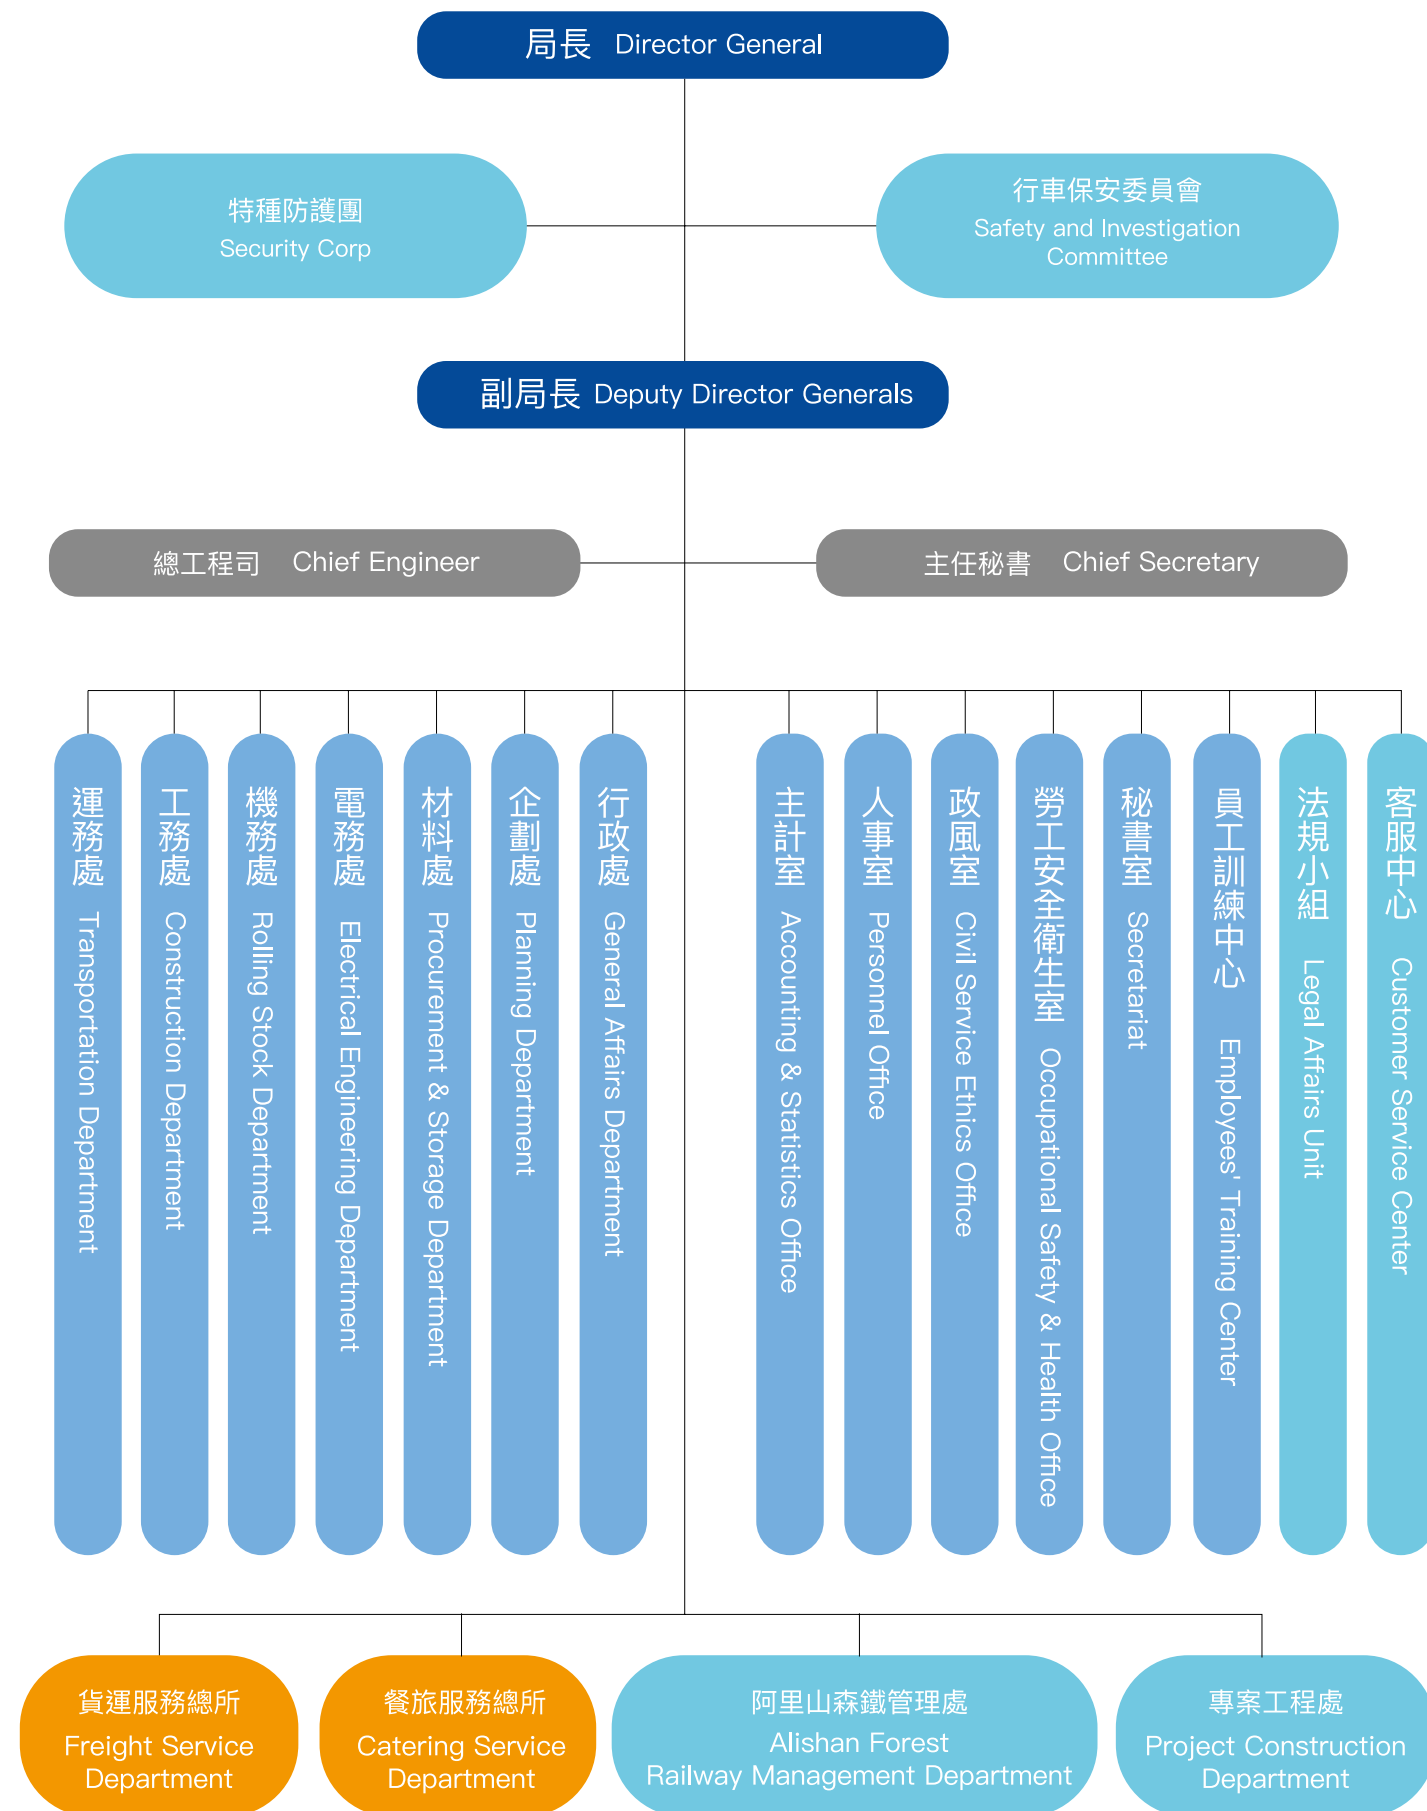 局長 Director General
特種防護團
Security Corp
行車保安委員會
Safety and Investigation
Committee
副局長 Deputy Director Generals
總工程司 Chief Engineer
主任秘書 Chief Secretary
運務處 Transportation Department
工務處 Construction Department
機務處 Rolling Stock Department
電務處 Electrical Engineering Department
材料處 Procurement & Storage Department
企劃處 Planning Department
行政處 General Affairs Department
主計室 Accounting & Statistics Office
人事室 Personnel Office
政風室 Civil Service Ethics Office
勞工安全衛生室 Occupational Safety & Health Office
秘書室 Secretariat
員工訓練中心 Employees' Training Center
法規小組 Legal Affairs Unit
客服中心 Customer Service Center
貨運服務總所
Freight Service
Department
餐旅服務總所
Catering Service
Department
阿里山森鐵管理處
Alishan Forest
Railway Management Department
專案工程處
Project Construction
Department